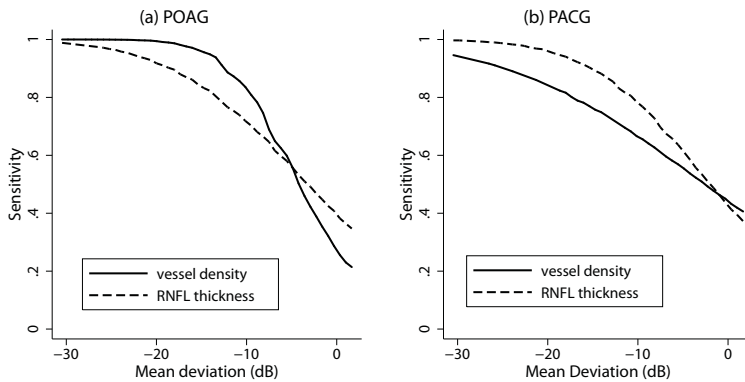 (a) POAG
Sensitivity
1
.8
.6
.4
.2
0
vessel density
RNFL thickness
−30
−20
−10
0
Mean deviation (dB)
(b) PACG
Sensitivity
1
.8
.6
.4
.2
0
vessel density
RNFL thickness
−30
−20
−10
0
Mean Deviation (dB)